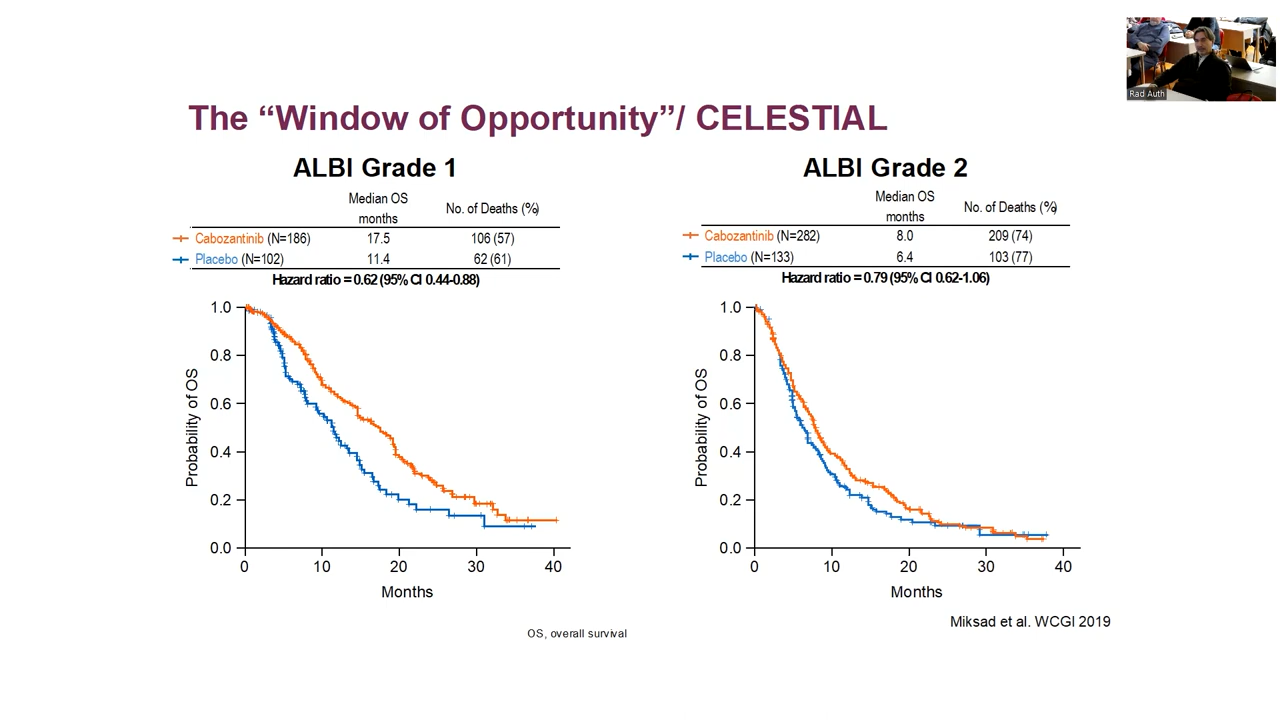 Rad Auth
The “Window of Opportunity”/ CELESTIAL
ALBI Grade 1
Median OS
months
No. of Deaths (%)
Cabozantinib (N=186) 17.5 106 (57)
Placebo (N=102) 11.4 62 (61)
Hazard ratio = 0.62 (95% CI 0.44-0.88)
Probability of OS
1.0
0.8
0.6
0.4
0.2
0.0
0 10 20 30 40
Months
ALBI Grade 2
Median OS
months
No. of Deaths (%)
Cabozantinib (N=282) 8.0 209 (74)
Placebo (N=133) 6.4 103 (77)
Hazard ratio = 0.79 (95% CI 0.62-1.06)
Probability of OS
1.0
0.8
0.6
0.4
0.2
0.0
0 10 20 30 40
Months
Miksad et al. WCGI 2019
OS, overall survival